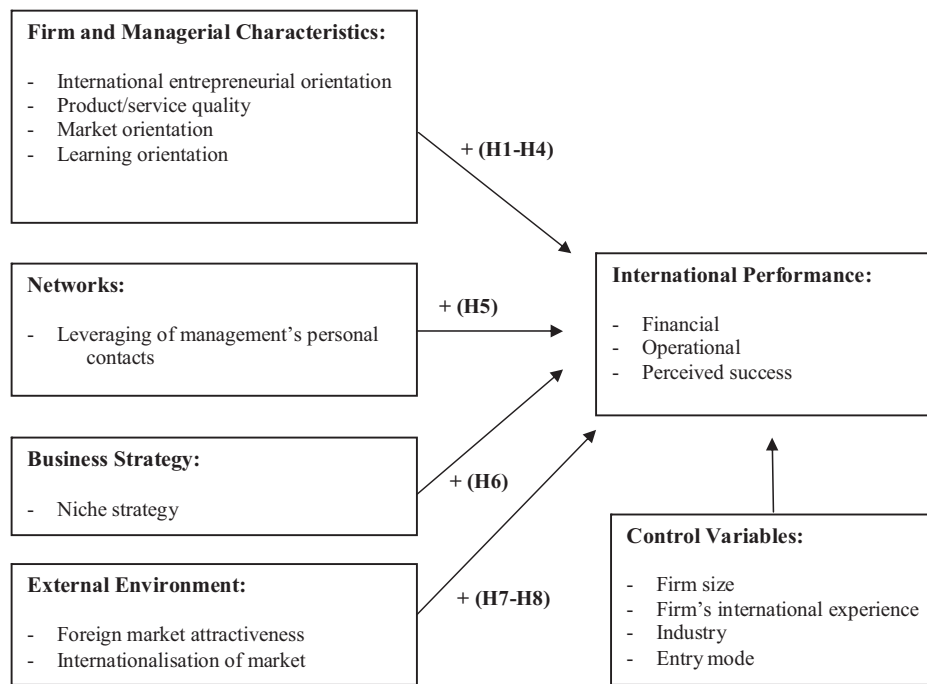 Firm and Managerial Characteristics:
- International entrepreneurial orientation
- Product/service quality
- Market orientation
- Learning orientation
+ (H1-H4)
Networks:
- Leveraging of management's personal
contacts
+ (H5)
International Performance:
- Financial
- Operational
- Perceived success
Business Strategy:
- Niche strategy
+ (H6)
External Environment:
- Foreign market attractiveness
- Internationalisation of market
+ (H7-H8)
Control Variables:
- Firm size
- Firm's international experience
- Industry
- Entry mode